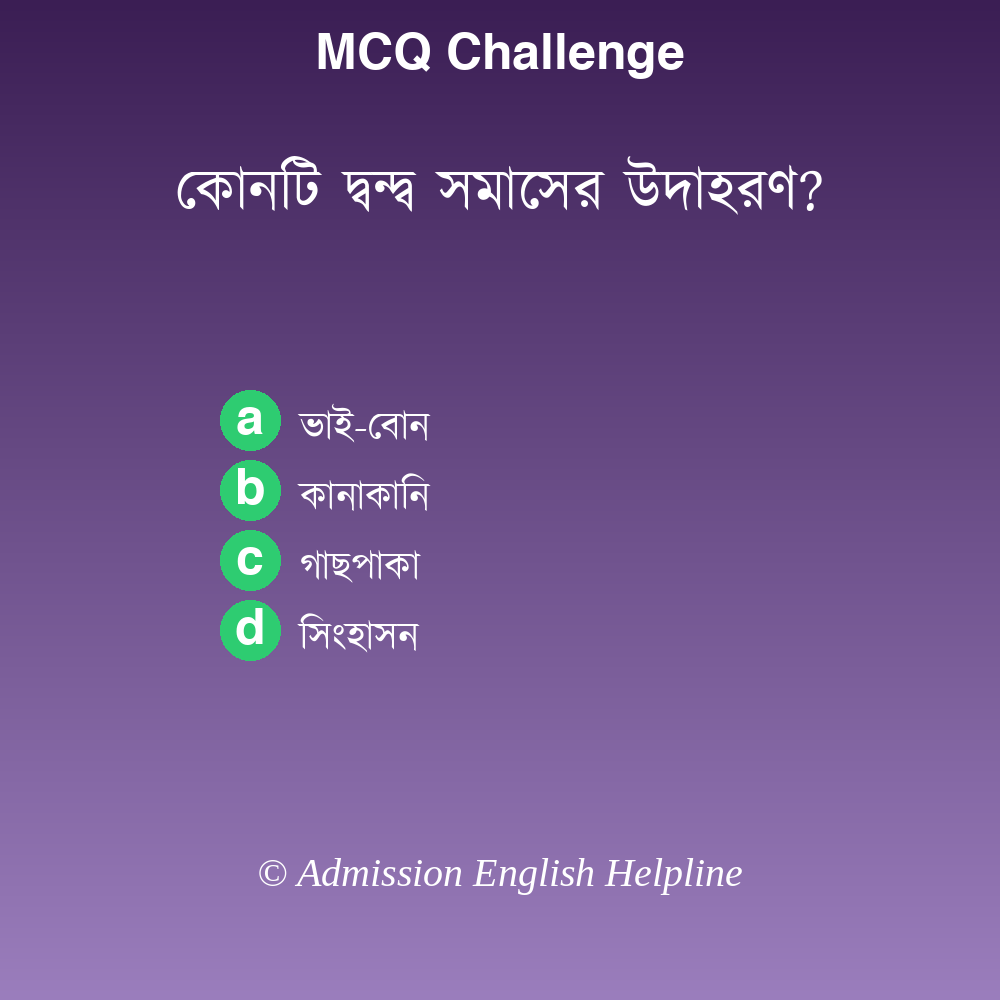 MCQ Challenge
কোনটি দ্বন্দ্ব সমাসের উদাহরণ?
a ভাই-বোন
b কানাকানি
c গাছপাকা
d সিংহাসন
© Admission English Helpline